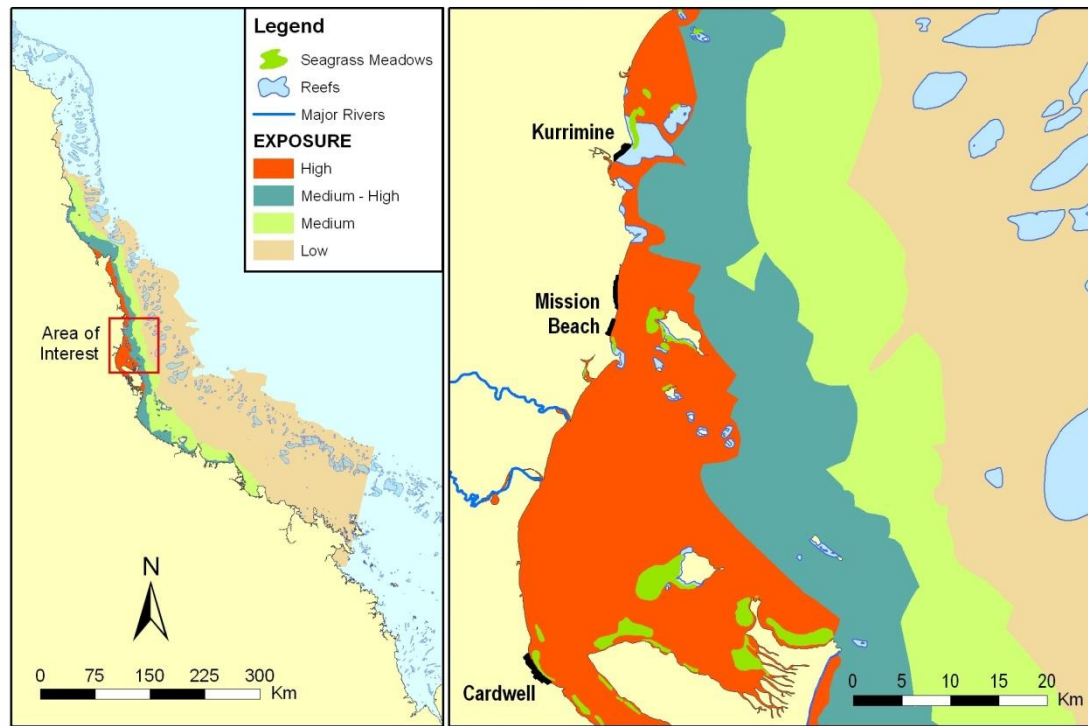 Legend
Seagrass Meadows
Reefs
Major Rivers
EXPOSURE
High
Medium - High
Medium
Low
Area of
Interest
N
0 75 150 225 300
Km
Kurrimine
Mission
Beach
Cardwell
0 5 10 15 20
Km